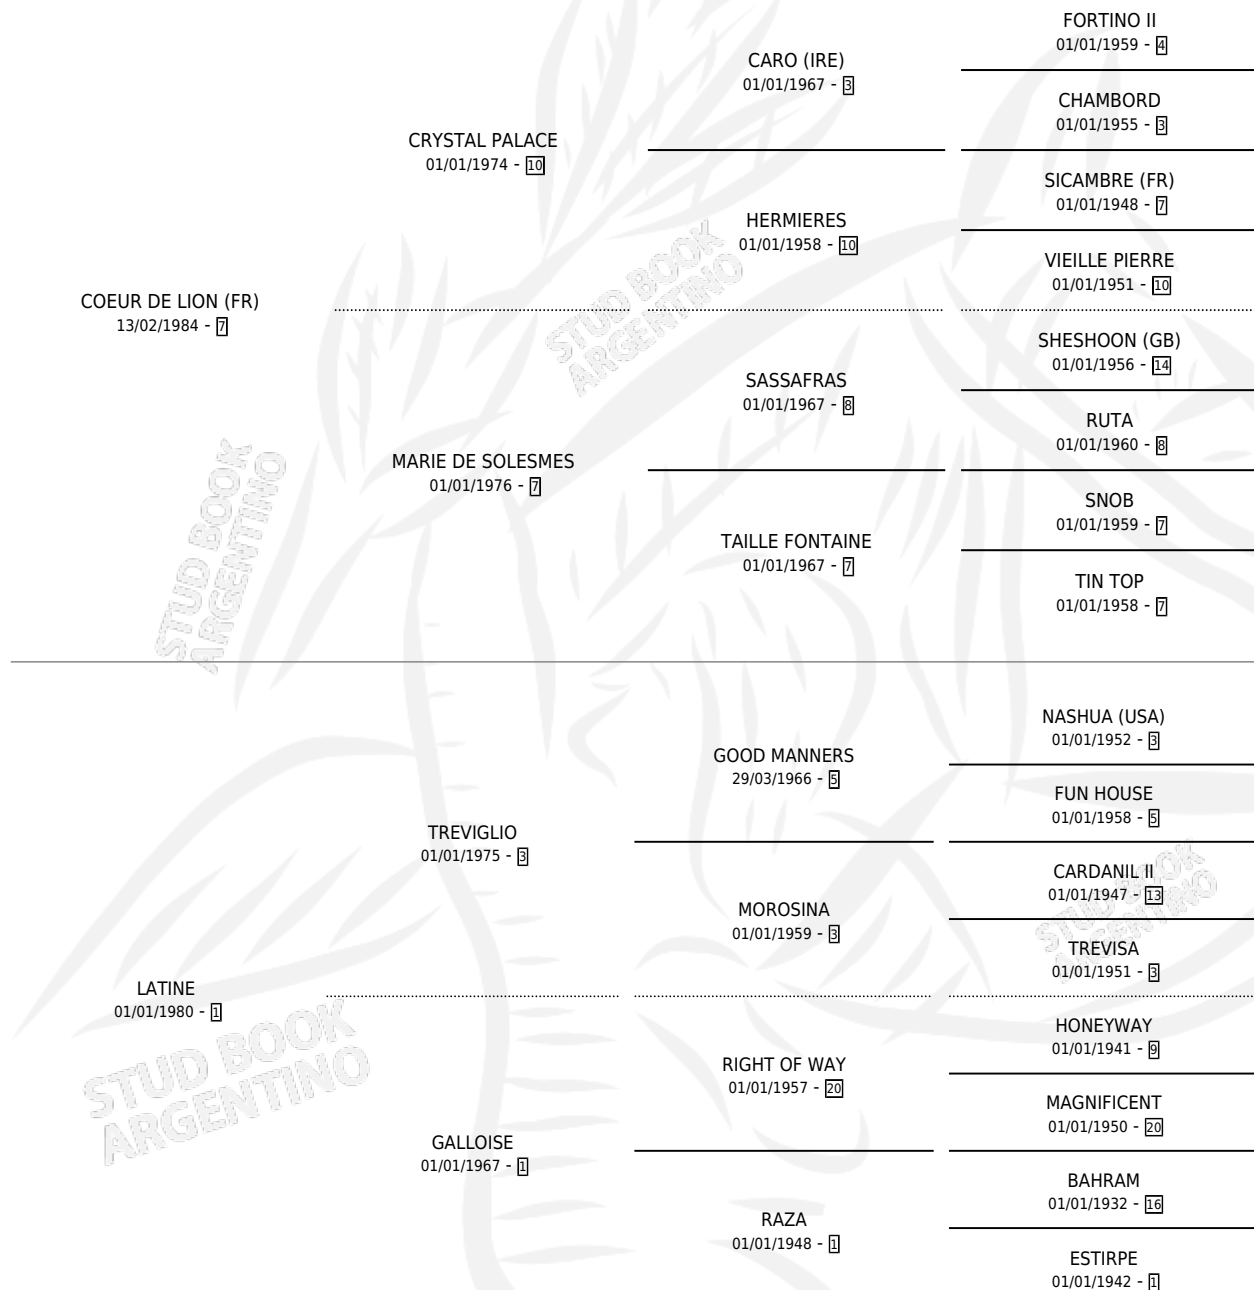 FORTINO II
01/01/1959 - 4
CARO (IRE)
01/01/1967 - 3
CHAMBORD
01/01/1955 - 3
CRYSTAL PALACE
01/01/1974 - 10
SICAMBRE (FR)
01/01/1948 - 7
HERMIERES
01/01/1958 - 10
VIEILLE PIERRE
01/01/1951 - 10
COEUR DE LION (FR)
13/02/1984 - 7
SHESHOON (GB)
01/01/1956 - 14
SASSAFRAS
01/01/1967 - 8
RUTA
01/01/1960 - 8
MARIE DE SOLESMES
01/01/1976 - 7
SNOB
01/01/1959 - 7
TAILLE FONTAINE
01/01/1967 - 7
TIN TOP
01/01/1958 - 7
NASHUA (USA)
01/01/1952 - 3
GOOD MANNERS
29/03/1966 - 5
FUN HOUSE
01/01/1958 - 5
TREVIGLIO
01/01/1975 - 3
CARDANIL II
01/01/1947 - 13
MOROSINA
01/01/1959 - 3
TREVISA
01/01/1951 - 3
LATINE
01/01/1980 - 1
HONEYWAY
01/01/1941 - 9
RIGHT OF WAY
01/01/1957 - 20
MAGNIFICENT
01/01/1950 - 20
GALLOISE
01/01/1967 - 1
BAHRAM
01/01/1932 - 16
RAZA
01/01/1948 - 1
ESTIRPE
01/01/1942 - 1
STUD BOOK
ARGENTINO
STUD BOOK
ARGENTINO
STUD BOOK
ARGENTINO
STUD BOOK
ARGENTINO